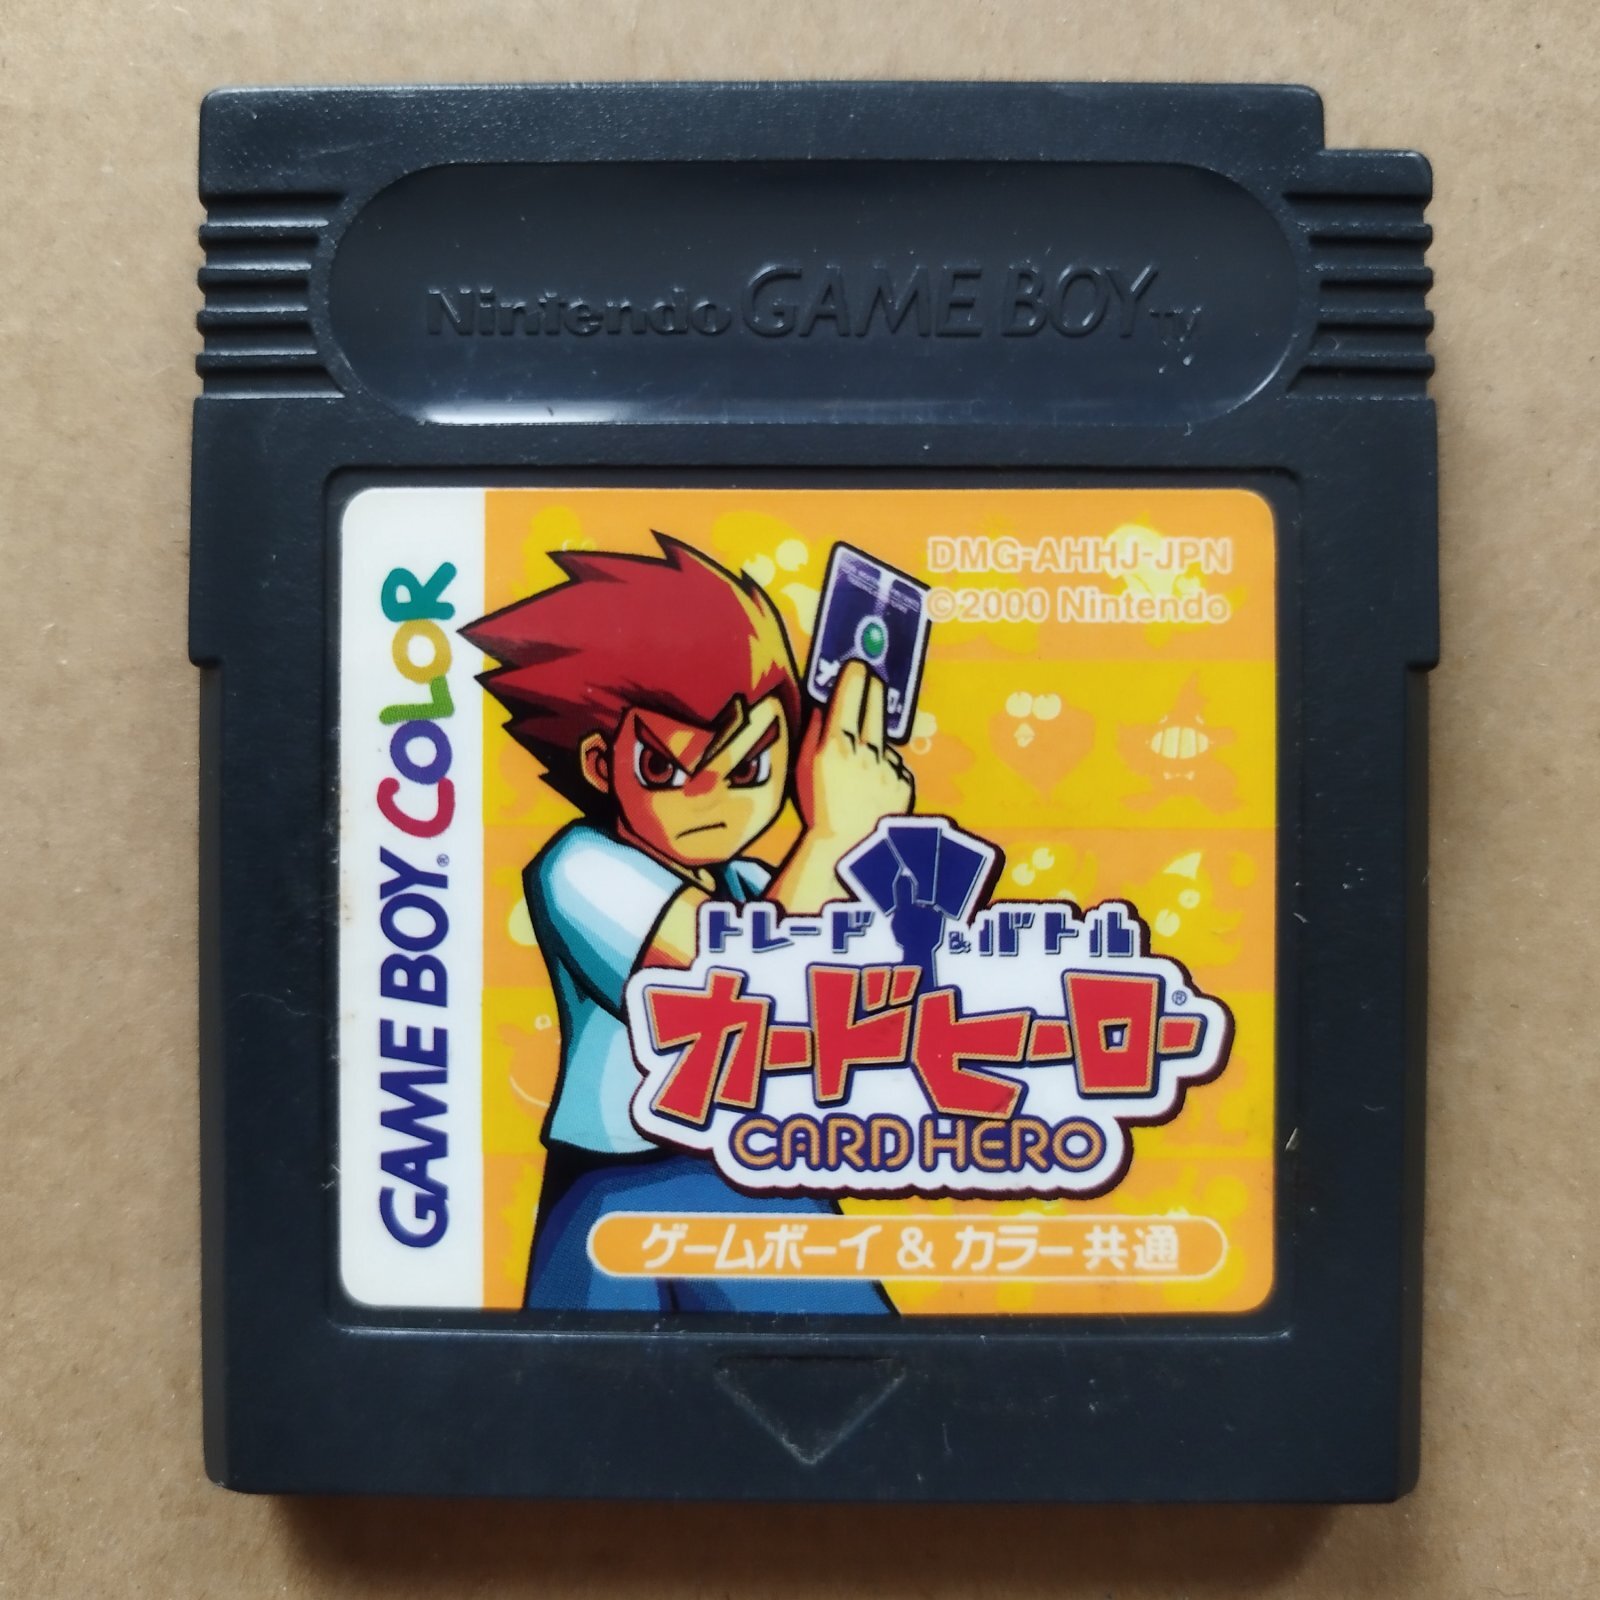 Nintendo GAME BOY TM
GAME BOY® COLOR
DMG-AHHJ-JPN
©2000 Nintendo
トレード&バトル
カードヒーロー®
CARD HERO
ゲームボーイ & カラー共通